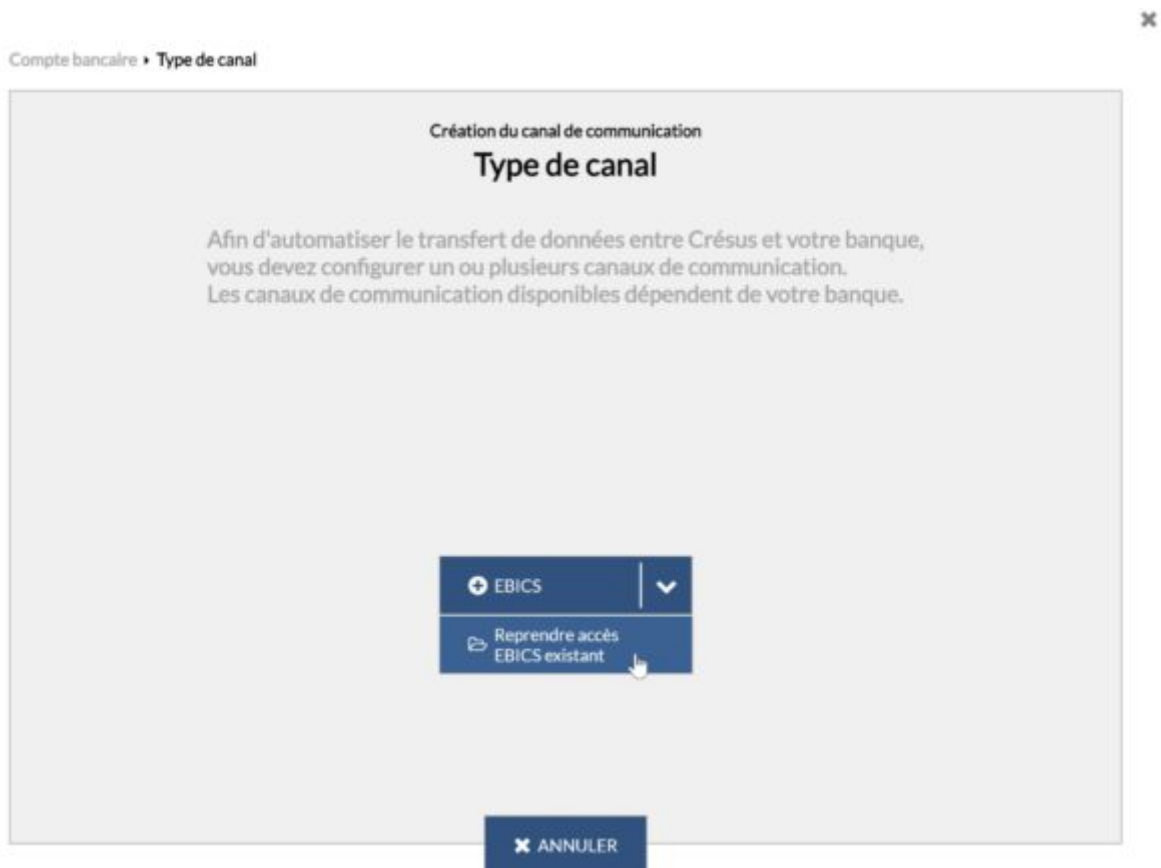 Compte bancaire ▸ Type de canal
Création du canal de communication
Type de canal
Afin d'automatiser le transfert de données entre Crésus et votre banque,
vous devez configurer un ou plusieurs canaux de communication.
Les canaux de communication disponibles dépendent de votre banque.
EBICS
Reprendre accès
EBICS existant
ANNULER